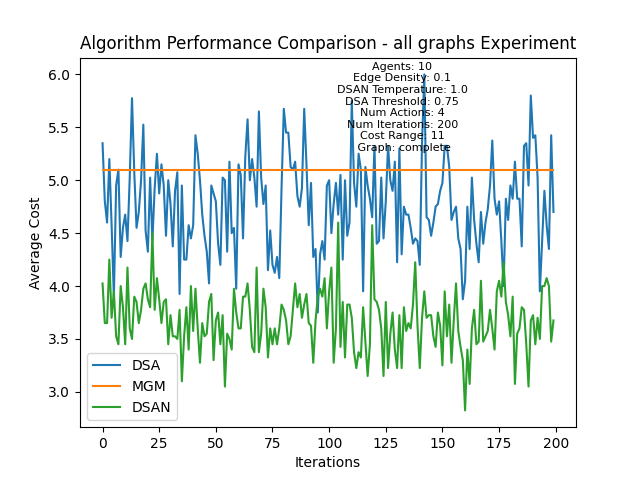 Algorithm Performance Comparison - all graphs Experiment
Agents: 10
Edge Density: 0.1
DSAN Temperature: 1.0
DSA Threshold: 0.75
Num Actions: 4
Num Iterations: 200
Cost Range: 11
Graph: complete
6.0
5.5
5.0
4.5
4.0
3.5
3.0
Average Cost
DSA
MGM
DSAN
0 25 50 75 100 125 150 175 200
Iterations